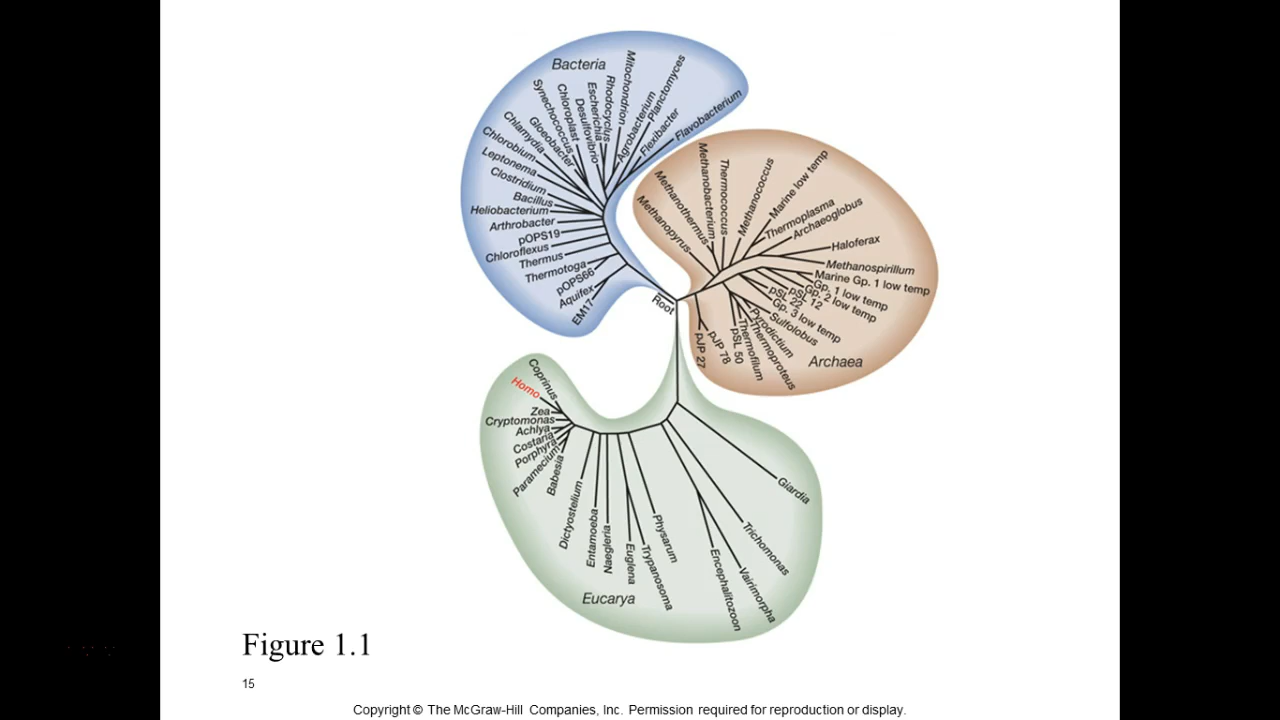 Bacteria
Mitochondrion
Planctomyces
Rhodocyclus
Escherichia
Desulfovibrio
Chloroplast
Synechococcus
Agrobacterium
Flexibacter
Flavobacterium
Gloeobacter
Chlamydia
Chlorobium
Leptonema
Clostridium
Bacillus
Heliobacterium
Arthrobacter
pOPS19
Chloroflexus
Thermus
Thermotoga
pOPS66
Aquifex
EM17
Root
Methanopyrus
Methanothermus
Methanobacterium
Thermococcus
Methanococcus
Marine low temp
Thermoplasma
Archaeoglobus
Haloferax
Methanospirillum
Marine Gp. 1 low temp
Gp. 1 low temp
Gp. 2 low temp
pSL 12
pSL 22
Gp. 3 low temp
Sulfolobus
Pyrodictium
Thermoproteus
Thermofilum
pSL 50
pJP 78
pJP 27
Archaea
Coprinus
Homo
Zea
Cryptomonas
Achlya
Costaria
Porphyra
Paramecium
Babesia
Dictyostelium
Entamoeba
Naegleria
Euglena
Trypanosoma
Physarum
Encephalitozoon
Vairimorpha
Trichomonas
Giardia
Eucarya
Figure 1.1
15
Copyright © The McGraw-Hill Companies, Inc. Permission required for reproduction or display.